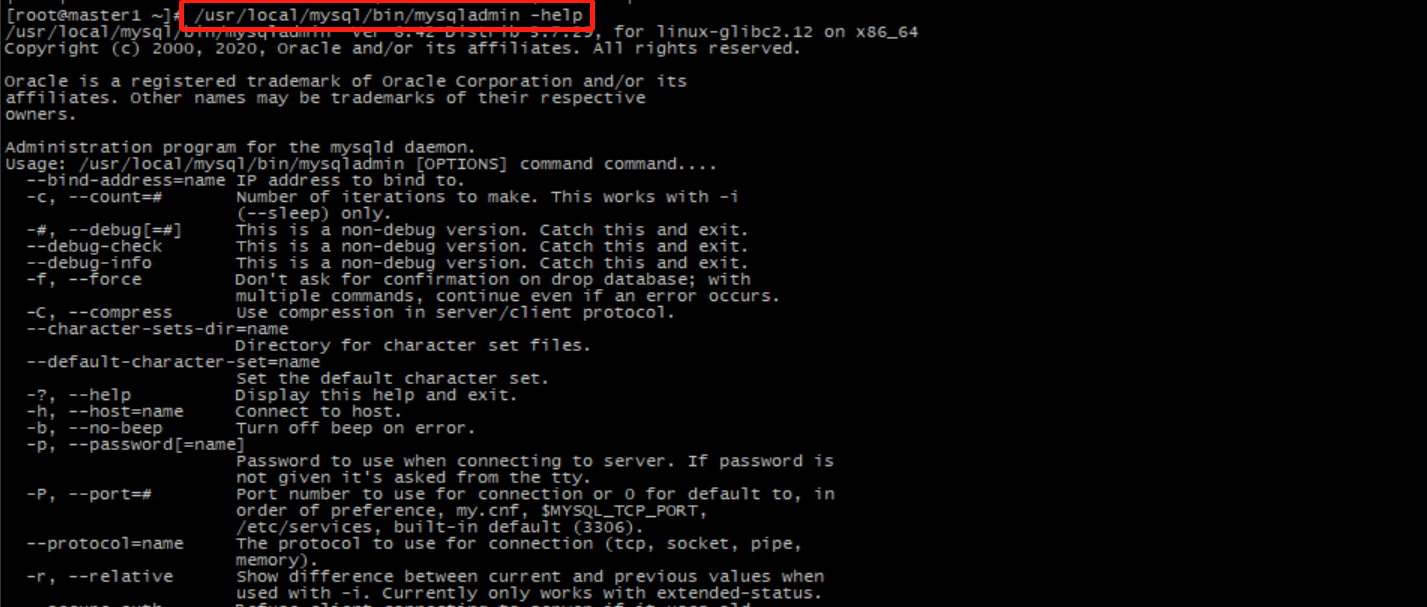 [root@master1 ~]# /usr/local/mysql/bin/mysqladmin -help
/usr/local/mysql/bin/mysqladmin  Ver 8.42 Distrib 5.7.29, for linux-glibc2.12 on x86_64
Copyright (c) 2000, 2020, Oracle and/or its affiliates. All rights reserved.
Oracle is a registered trademark of Oracle Corporation and/or its
affiliates. Other names may be trademarks of their respective
owners.
Administration program for the mysqld daemon.
Usage: /usr/local/mysql/bin/mysqladmin [OPTIONS] command command....
  --bind-address=name IP address to bind to.
  -c, --count=#       Number of iterations to make. This works with -i
                      (--sleep) only.
  -#, --debug[=#]     This is a non-debug version. Catch this and exit.
  --debug-check       This is a non-debug version. Catch this and exit.
  --debug-info        This is a non-debug version. Catch this and exit.
  -f, --force         Don't ask for confirmation on drop database; with
                      multiple commands, continue even if an error occurs.
  -C, --compress      Use compression in server/client protocol.
  --character-sets-dir=name
                      Directory for character set files.
  --default-character-set=name
                      Set the default character set.
  -?, --help          Display this help and exit.
  -h, --host=name     Connect to host.
  -b, --no-beep       Turn off beep on error.
  -p, --password[=name]
                      Password to use when connecting to server. If password is
                      not given it's asked from the tty.
  -P, --port=#        Port number to use for connection or 0 for default to, in
                      order of preference, my.cnf, $MYSQL_TCP_PORT,
                      /etc/services, built-in default (3306).
  --protocol=name     The protocol to use for connection (tcp, socket, pipe,
                      memory).
  -r, --relative      Show difference between current and previous values when
                      used with -i. Currently only works with extended-status.